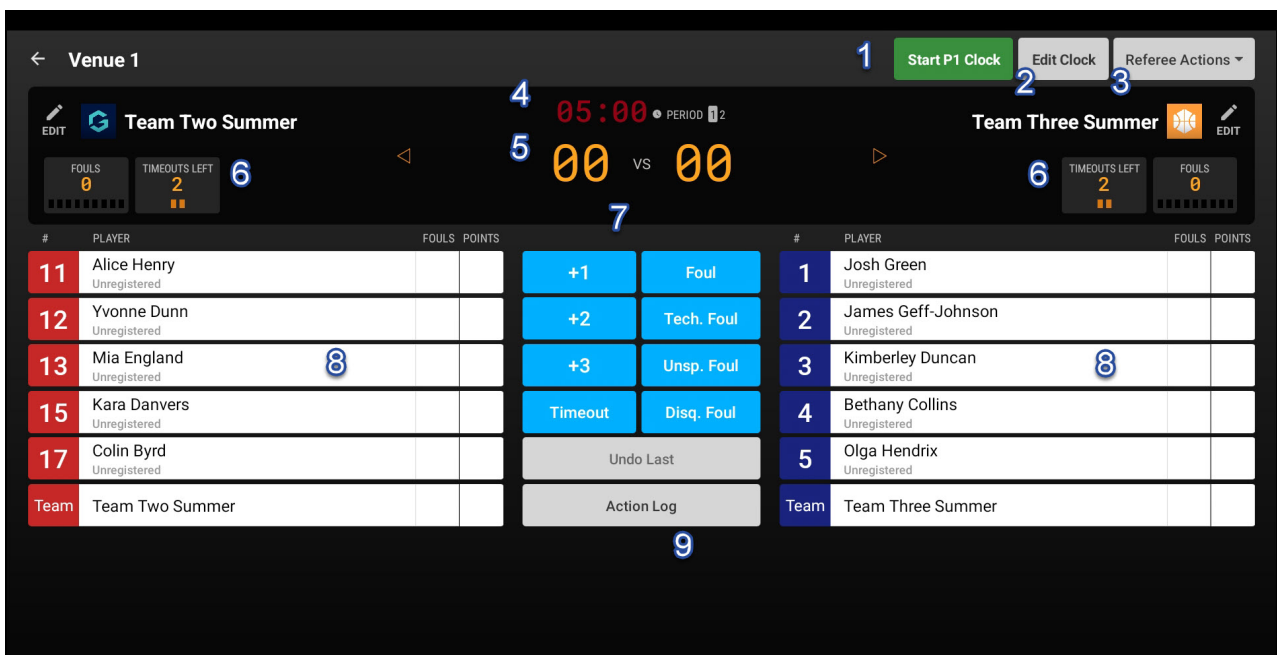 ← Venue 1
1
Start P1 Clock
Edit Clock
2
Referee Actions
3
EDIT
Team Two Summer
4
05:00 PERIOD 1 2
Team Three Summer
EDIT
5
00 VS 00
FOULS
0
TIMEOUTS LEFT
2
6
6
TIMEOUTS LEFT
2
FOULS
0
7
# PLAYER FOULS POINTS
11 Alice Henry
Unregistered
12 Yvonne Dunn
Unregistered
13 Mia England
Unregistered
8
15 Kara Danvers
Unregistered
17 Colin Byrd
Unregistered
Team Team Two Summer
+1 Foul
+2 Tech. Foul
+3 Unsp. Foul
Timeout Disq. Foul
Undo Last
Action Log
9
# PLAYER FOULS POINTS
1 Josh Green
Unregistered
2 James Geff-Johnson
Unregistered
3 Kimberley Duncan
Unregistered
8
4 Bethany Collins
Unregistered
5 Olga Hendrix
Unregistered
Team Team Three Summer